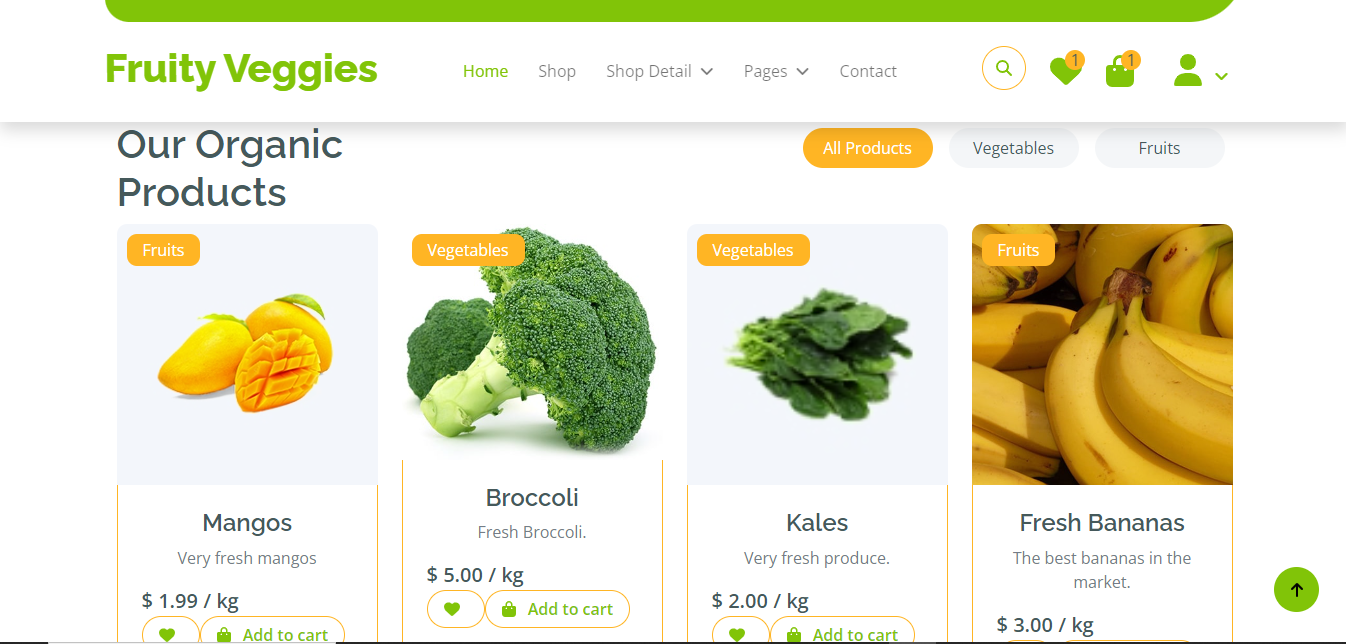 Fruity Veggies
Home
Shop
Shop Detail
Pages
Contact
1
1
Our Organic
Products
All Products
Vegetables
Fruits
Fruits
Mangos
Very fresh mangos
$ 1.99 / kg
Add to cart
Vegetables
Broccoli
Fresh Broccoli.
$ 5.00 / kg
Add to cart
Vegetables
Kales
Very fresh produce.
$ 2.00 / kg
Add to cart
Fruits
Fresh Bananas
The best bananas in the
market.
$ 3.00 / kg